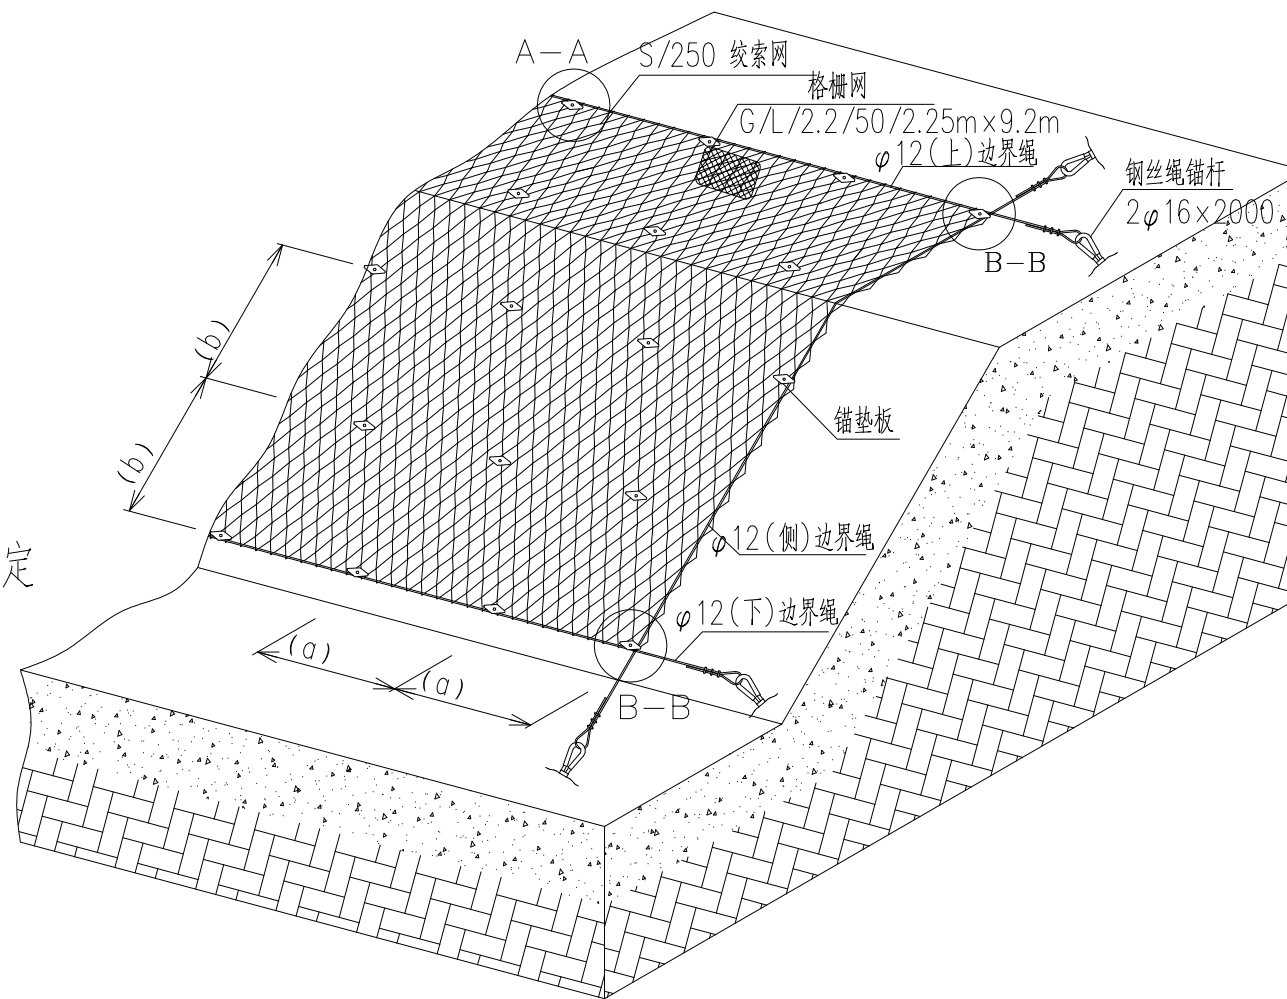 A-A
S/250 绞索网
格栅网
G/L/2.2/50/2.25m×9.2m
φ12(上)边界绳
钢丝绳锚杆
2φ16×2000
B-B
(b)
锚垫板
(b)
φ12(侧)边界绳
定
φ12(下)边界绳
(a)
(a)
B-B